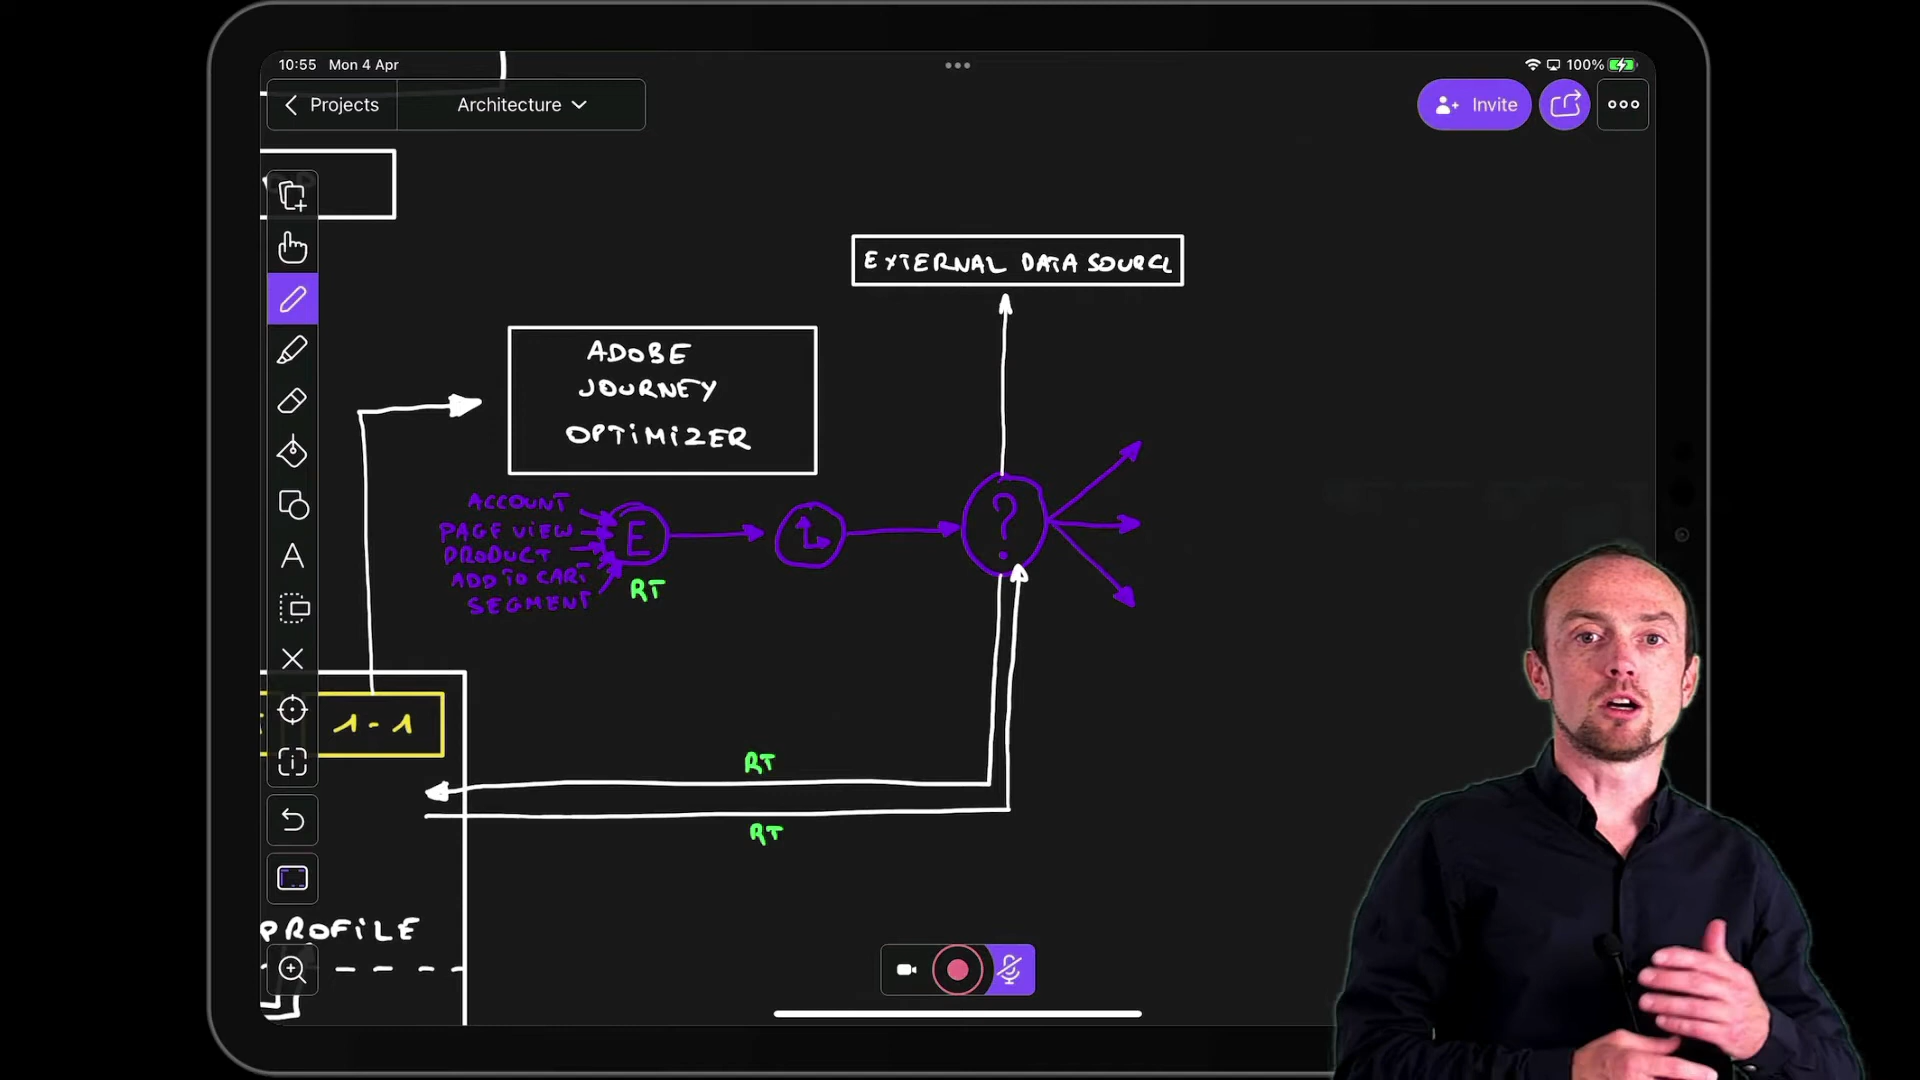 10:55 Mon 4 Apr
100%
Projects
Architecture
Invite
EXTERNAL DATA SOURCE
ADOBE
JOURNEY
OPTIMIZER
ACCOUNT
PAGE VIEW
PRODUCT
ADD TO CART
SEGMENT
E
RT
?
1-1
RT
RT
PROFILE
A